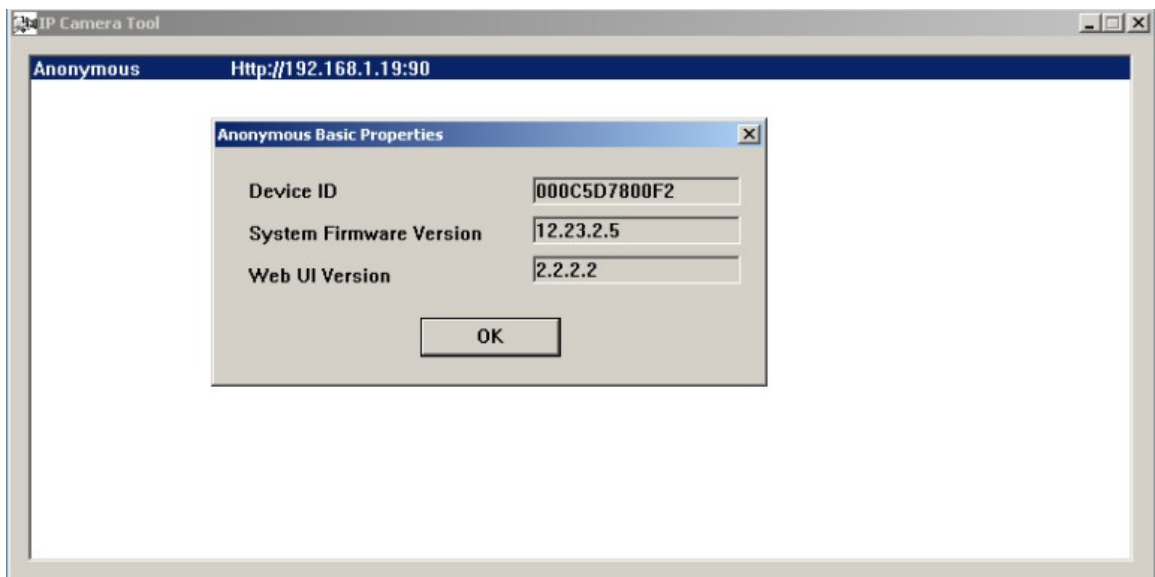 IP Camera Tool
Anonymous Http://192.168.1.19:90
Anonymous Basic Properties
Device ID 000C5D7800F2
System Firmware Version 12.23.2.5
Web UI Version 2.2.2.2
OK